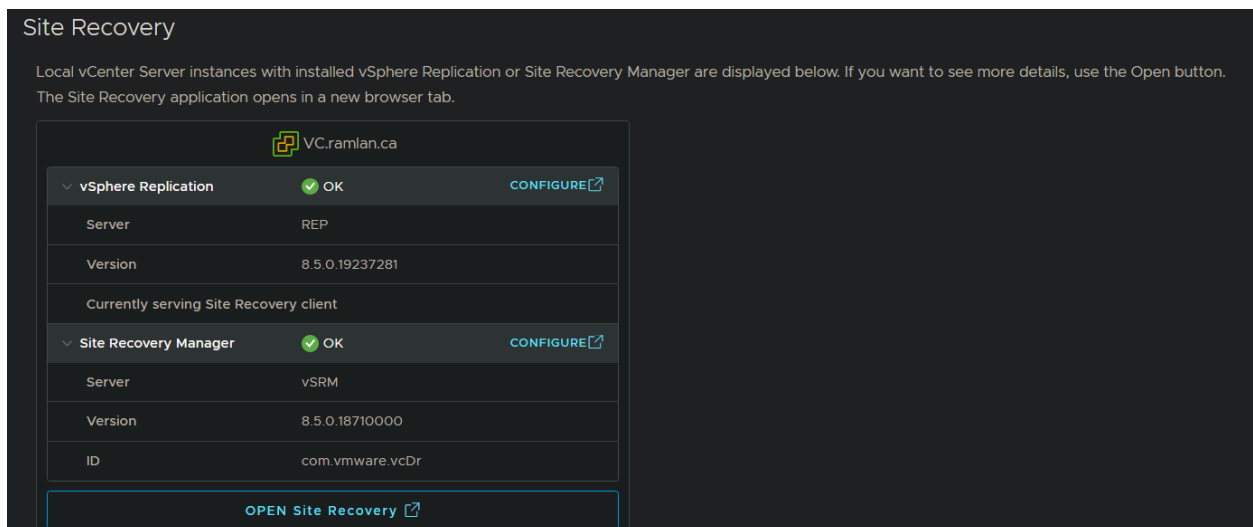 Site Recovery
Local vCenter Server instances with installed vSphere Replication or Site Recovery Manager are displayed below. If you want to see more details, use the Open button.
The Site Recovery application opens in a new browser tab.
VC.ramlan.ca
vSphere Replication OK CONFIGURE
Server REP
Version 8.5.0.19237281
Currently serving Site Recovery client
Site Recovery Manager OK CONFIGURE
Server vSRM
Version 8.5.0.18710000
ID com.vmware.vcDr
OPEN Site Recovery